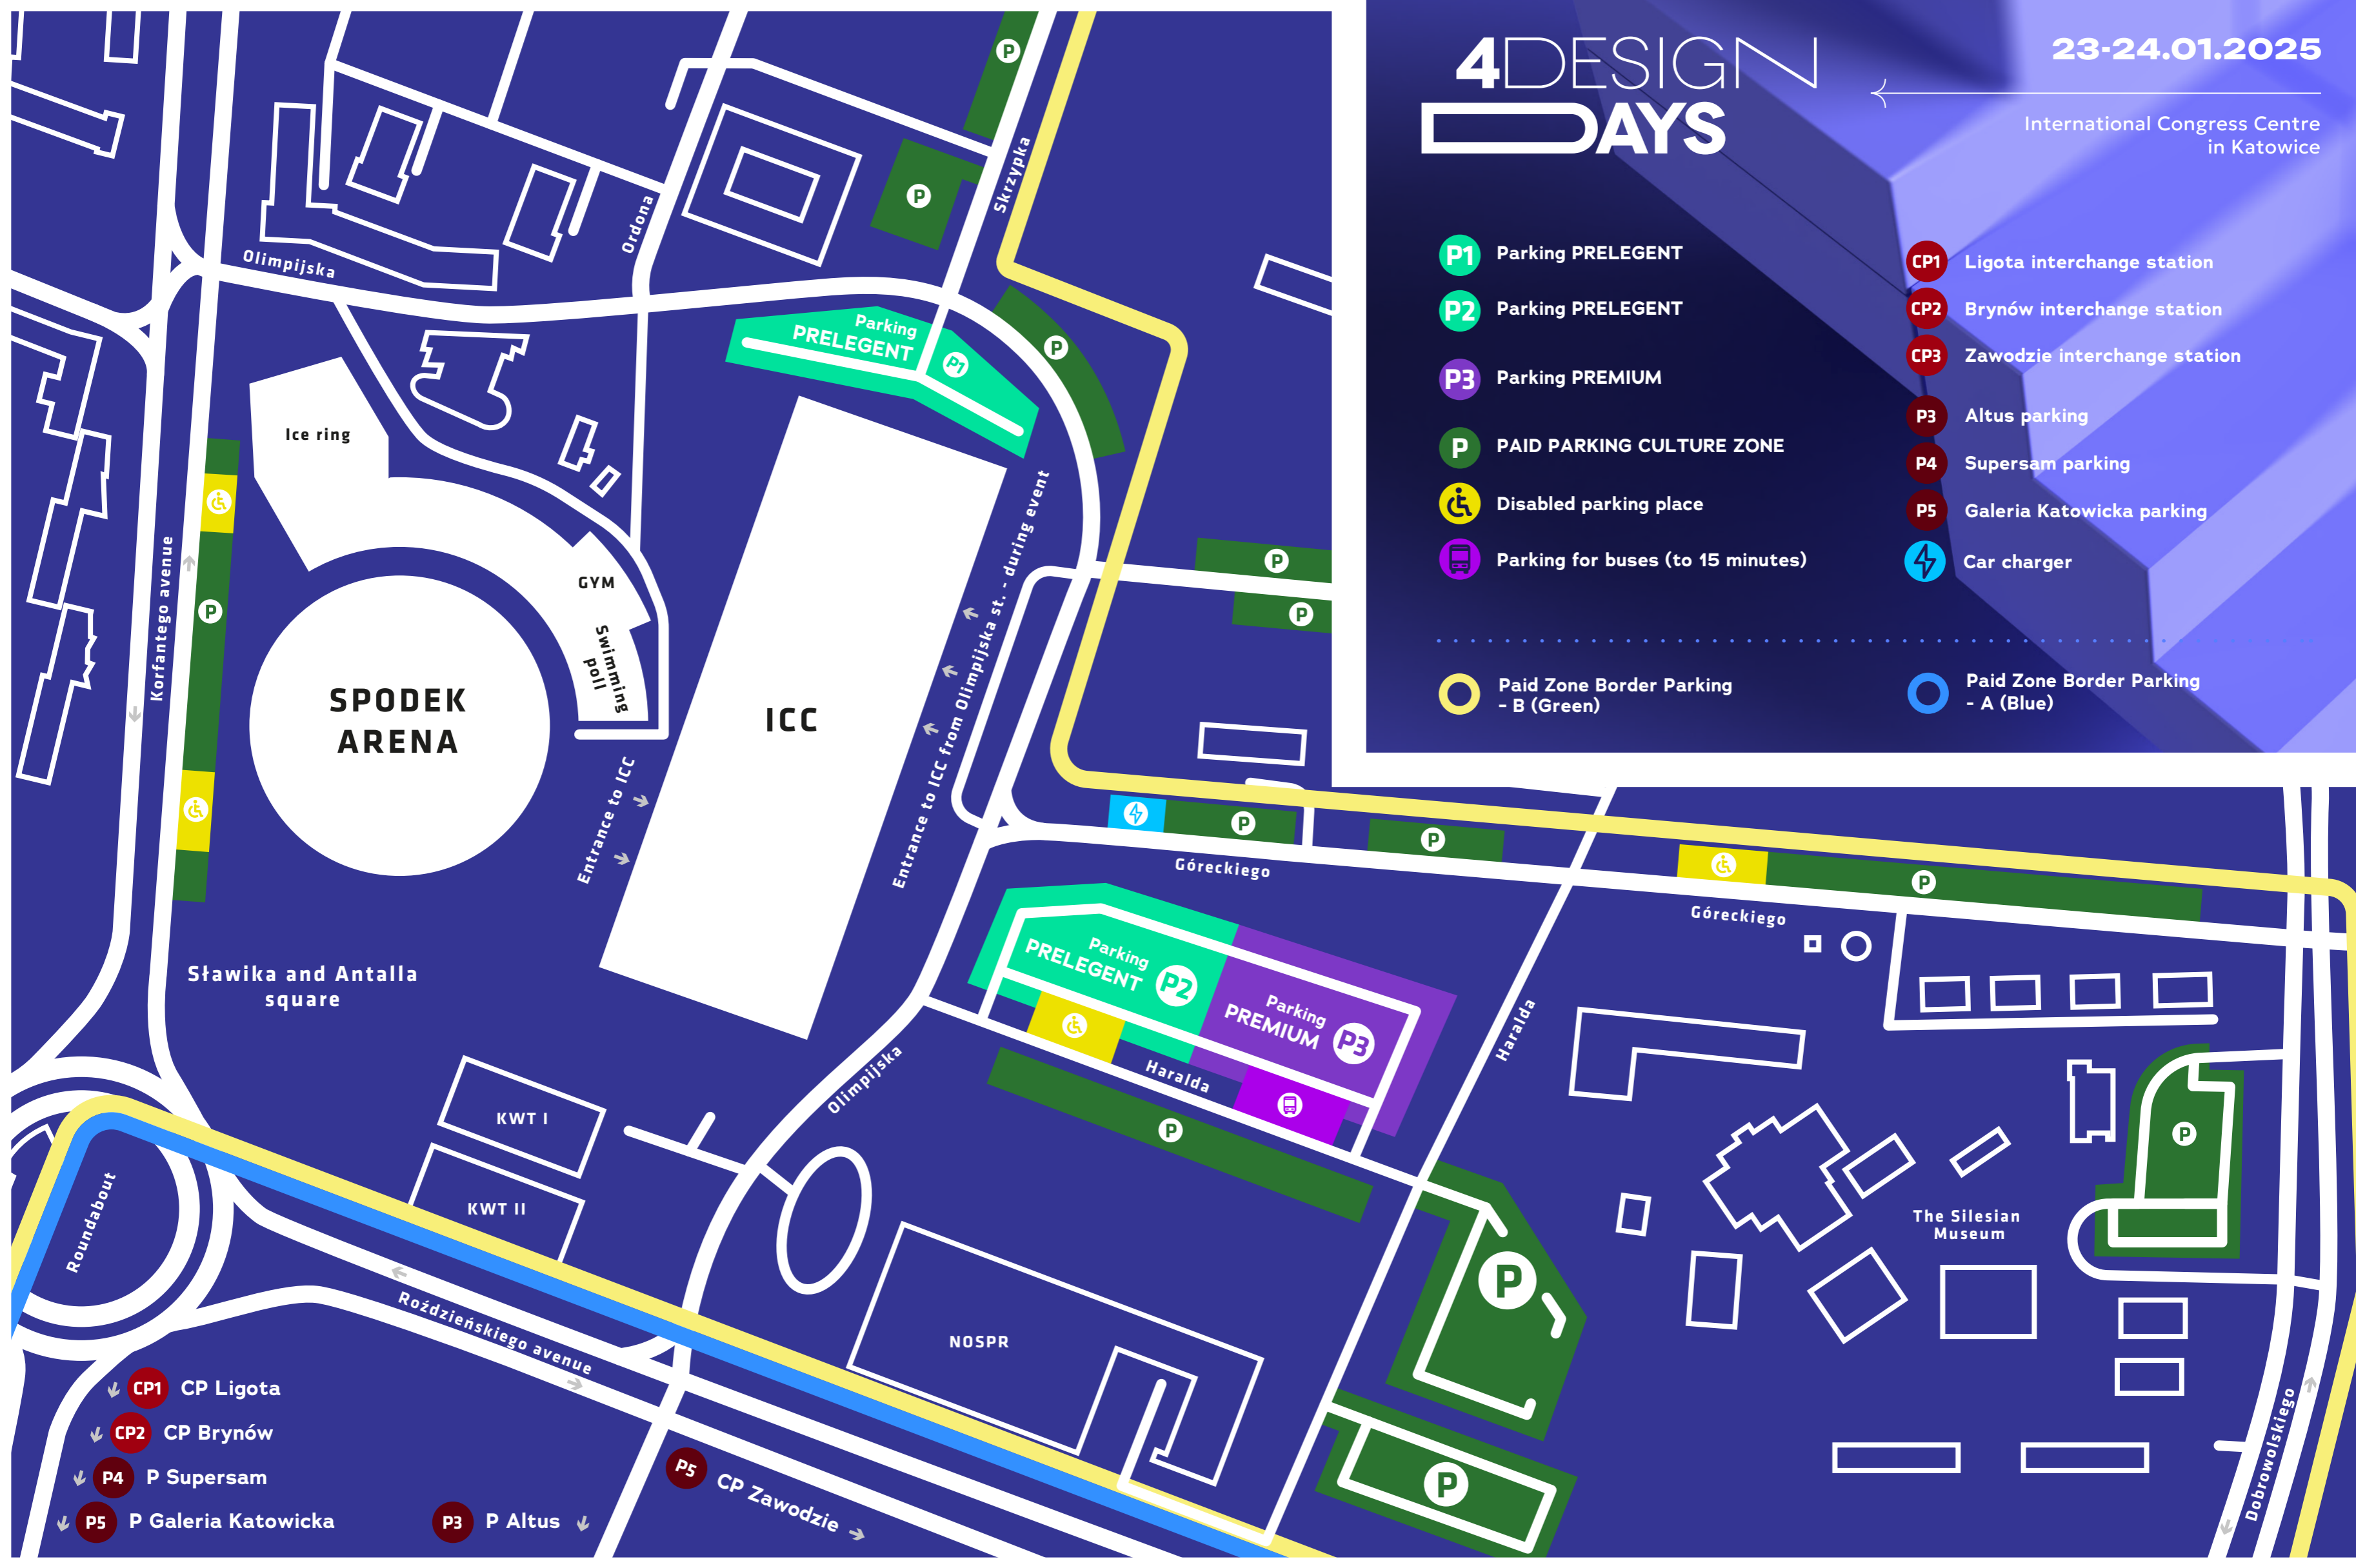 4DESIGN
DAYS
23-24.01.2025
International Congress Centre
in Katowice
P1 Parking PRELEGENT
P2 Parking PRELEGENT
P3 Parking PREMIUM
P PAID PARKING CULTURE ZONE
Disabled parking place
Parking for buses (to 15 minutes)
CP1 Ligota interchange station
CP2 Brynów interchange station
CP3 Zawodzie interchange station
P3 Altus parking
P4 Supersam parking
P5 Galeria Katowicka parking
Car charger
Paid Zone Border Parking
- B (Green)
Paid Zone Border Parking
- A (Blue)
P
Skrzypka
P
Ordona
Olimpijska
Parking
PRELEGENT
P1
P
Ice ring
Korfantego avenue
P
GYM
Swimming
poll
SPODEK
ARENA
ICC
Entrance to ICC
Entrance to ICC from Olimpijska st. - during event
P
P
P
P
Góreckiego
P
Góreckiego
Sławika and Antalla
square
Parking
PRELEGENT
P2
Parking
PREMIUM
P3
Haralda
Haralda
P
Olimpijska
KWT I
KWT II
Roundabout
Roździeńskiego avenue
NOSPR
P
P
The Silesian
Museum
P
Dobrowolskiego
CP1 CP Ligota
CP2 CP Brynów
P4 P Supersam
P5 P Galeria Katowicka
P3 P Altus
P5 CP Zawodzie